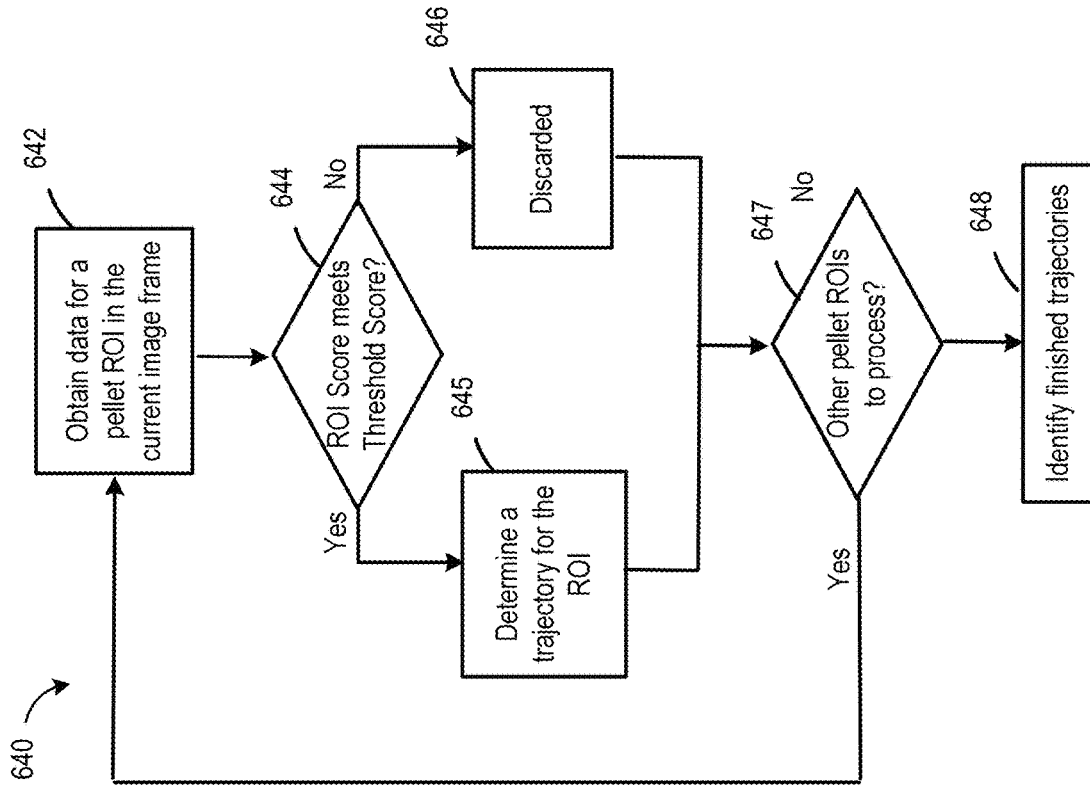 640
642
Obtain data for a
pellet ROI in the
current image frame
644
ROI Score meets
Threshold Score?
Yes
No
645
Determine a
trajectory for the
ROI
646
Discarded
647
Other pellet ROIs
to process?
Yes
No
648
Identify finished trajectories